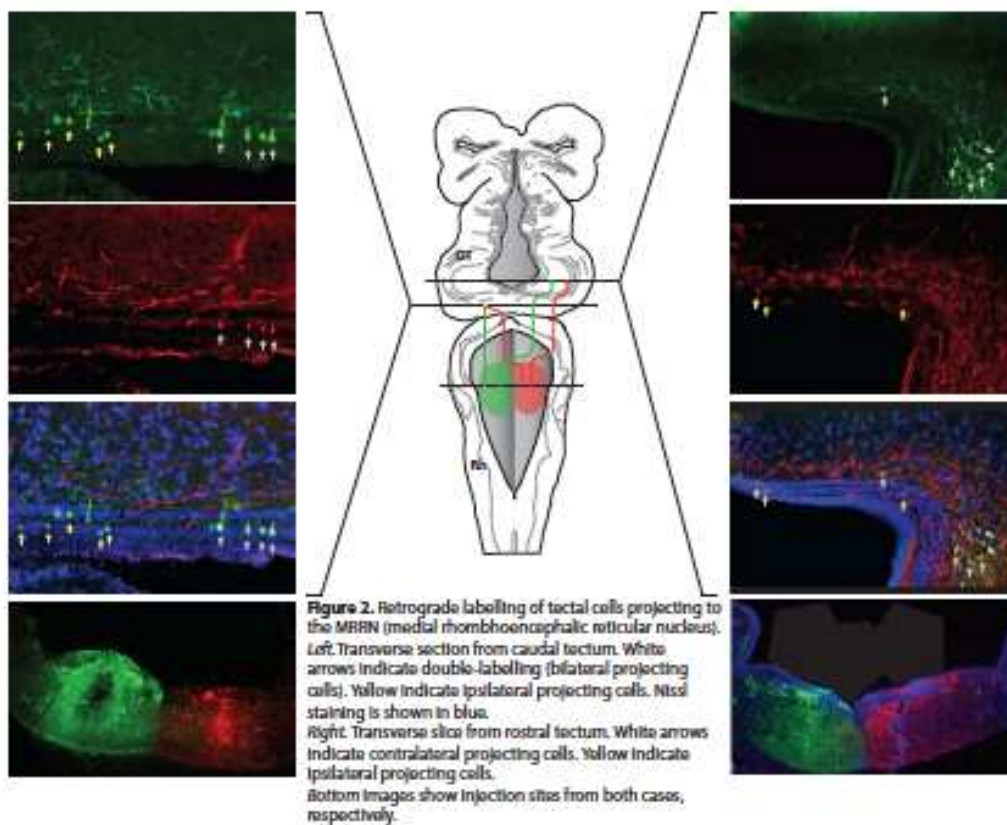 OT
Rh
Figure 2. Retrograde labelling of tectal cells projecting to
the MRRN (medial rhombhoencephalic reticular nucleus).
Left. Transverse section from caudal tectum. White
arrows indicate double-labelling (bilateral projecting
cells). Yellow indicate ipsilateral projecting cells. Nissl
staining is shown in blue.
Right. Transverse slice from rostral tectum. White arrows
indicate contralateral projecting cells. Yellow indicate
ipsilateral projecting cells.
Bottom images show injection sites from both cases,
respectively.